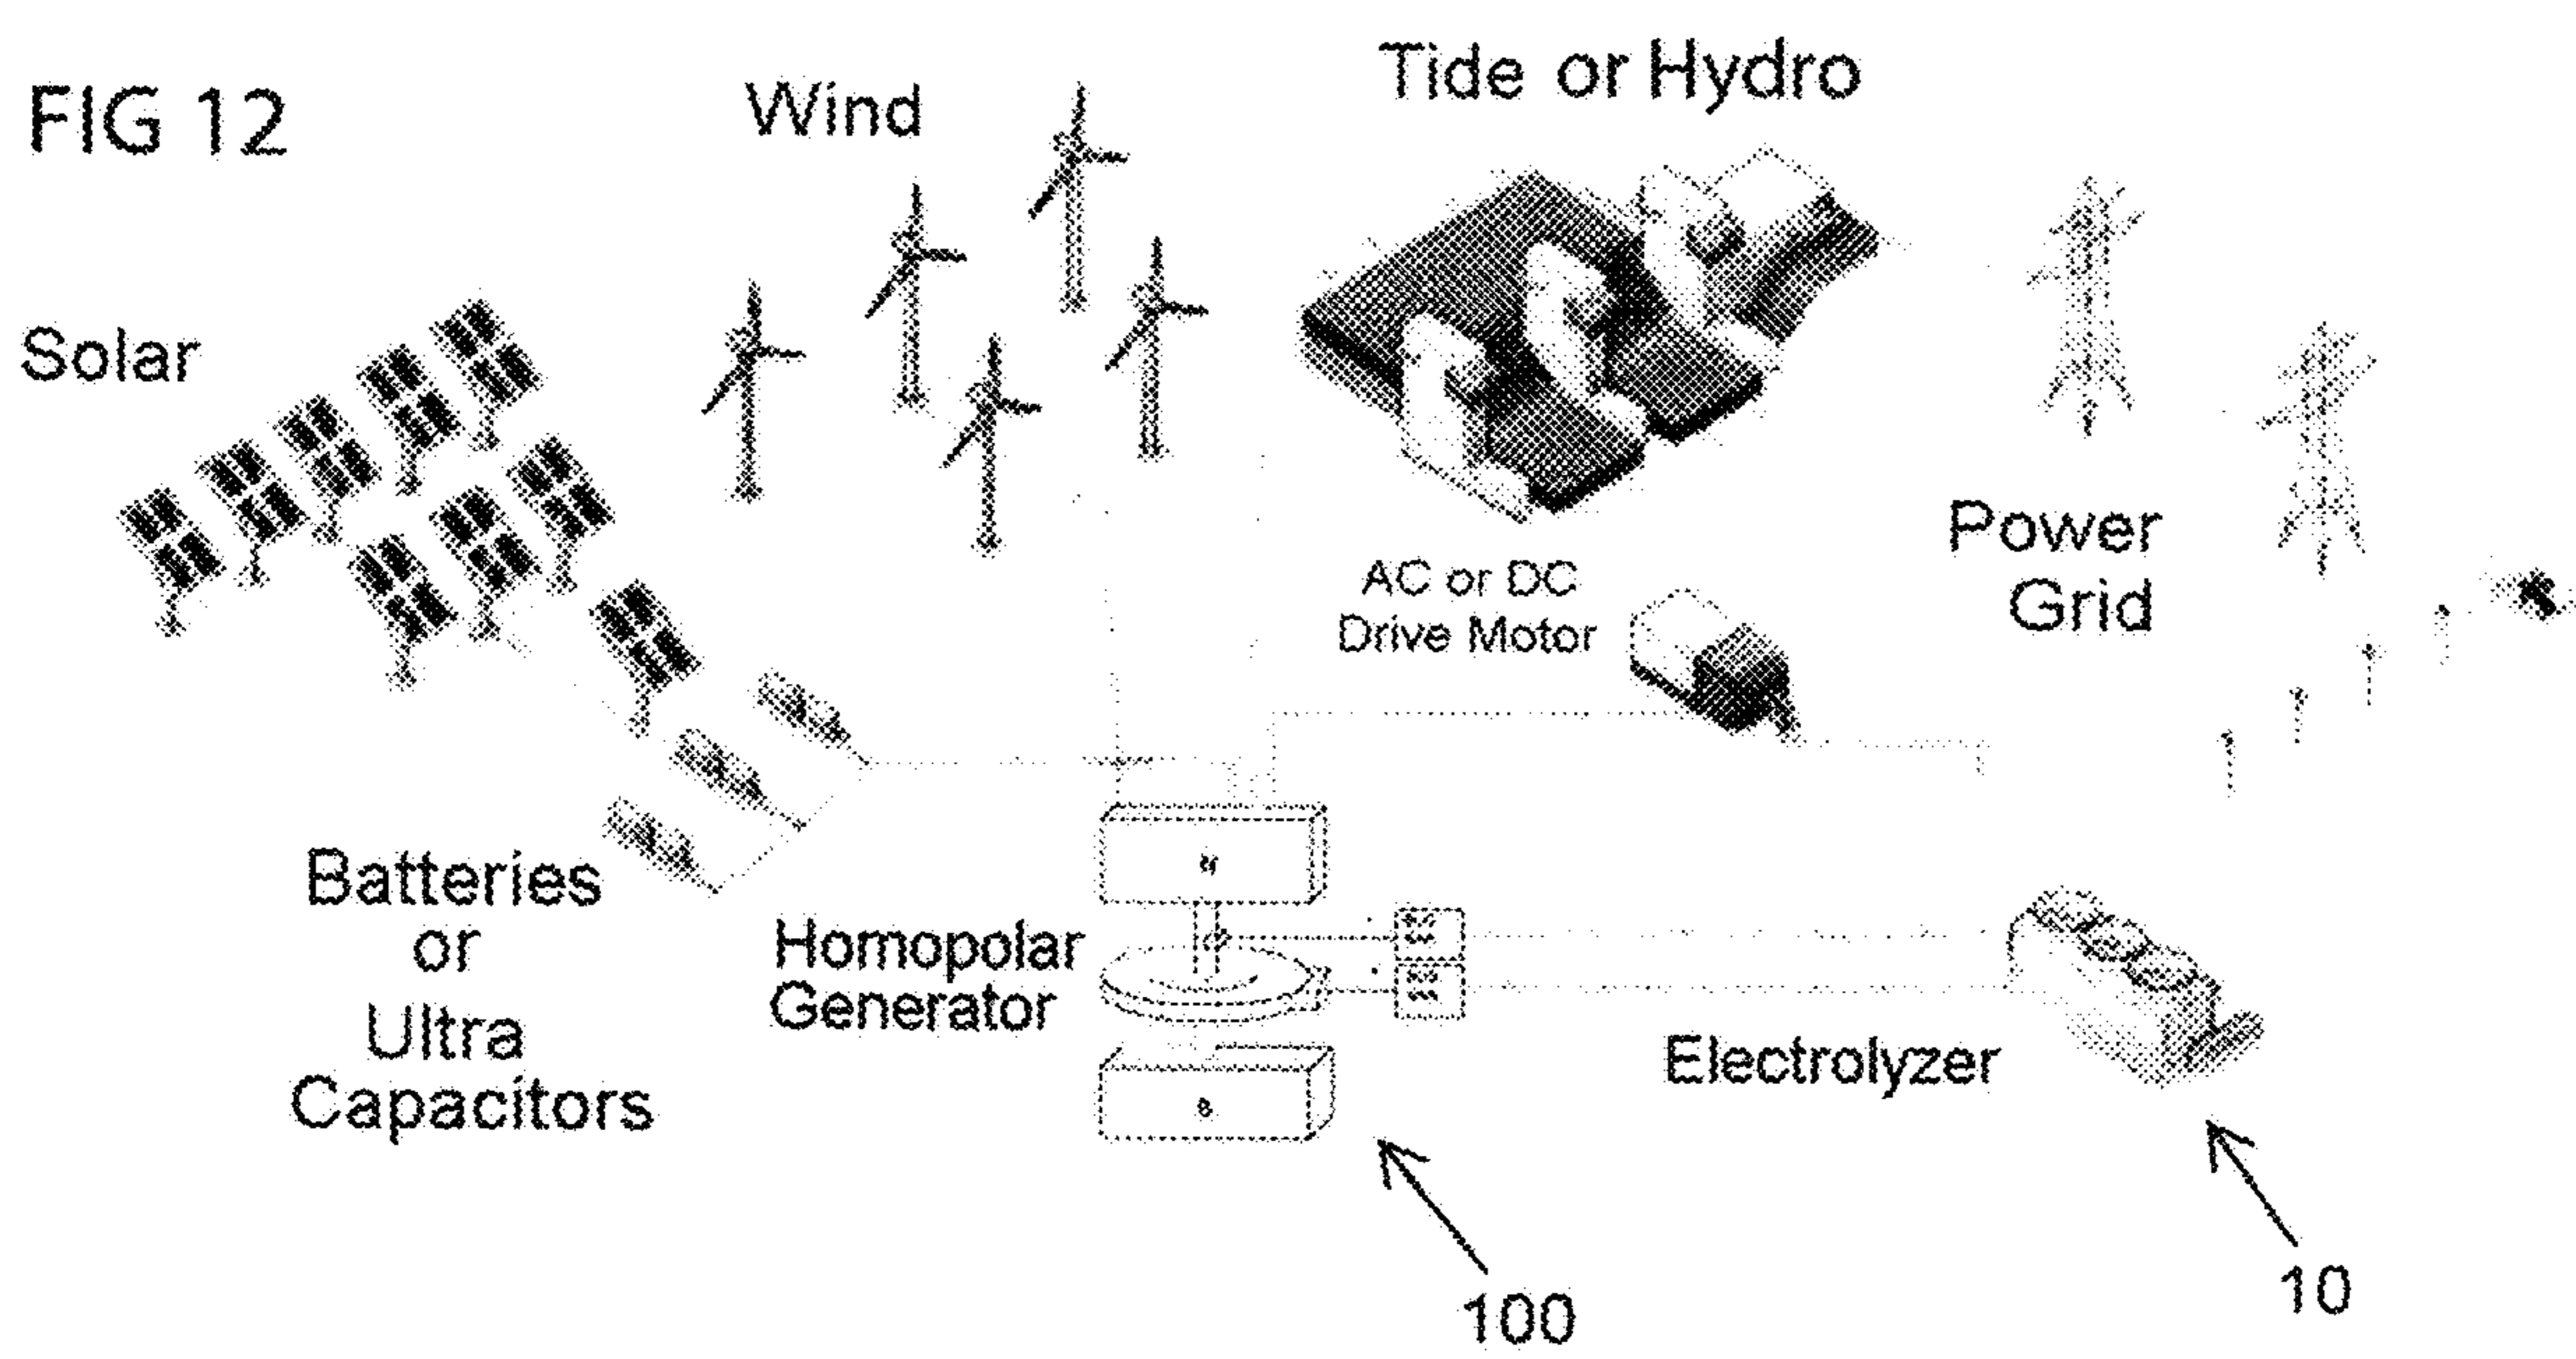 FIG 12
Wind
Tide or Hydro
Solar
Power
Grid
AC or DC
Drive Motor
Batteries
or
Ultra
Capacitors
Homopolar
Generator
Electrolyzer
100
10